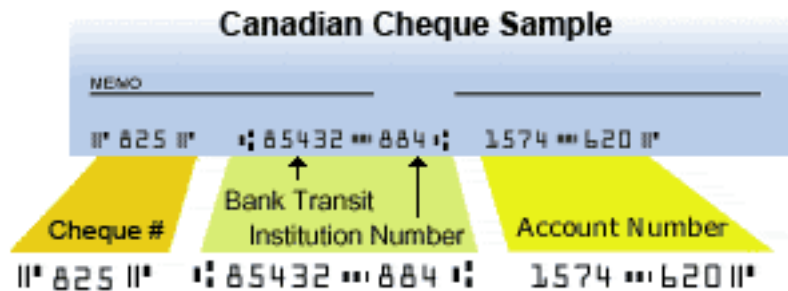 Canadian Cheque Sample
MEMO
⑈ 825 ⑈ ⑆ 85432 ⑉ 884 ⑆ 1574 ⑉ 620 ⑈
Bank Transit
Cheque # Institution Number Account Number
⑈ 825 ⑈ ⑆ 85432 ⑉ 884 ⑆ 1574 ⑉ 620 ⑈